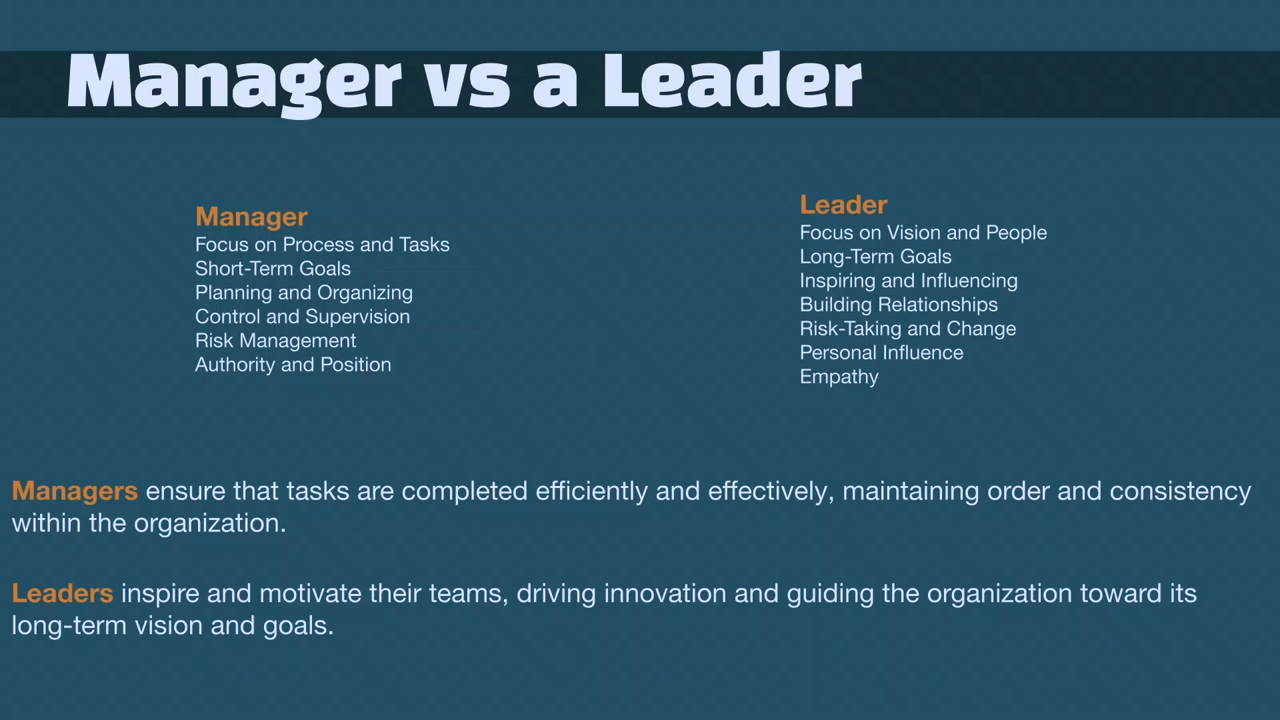 Manager vs a Leader
Manager
Focus on Process and Tasks
Short-Term Goals
Planning and Organizing
Control and Supervision
Risk Management
Authority and Position
Leader
Focus on Vision and People
Long-Term Goals
Inspiring and Influencing
Building Relationships
Risk-Taking and Change
Personal Influence
Empathy
Managers ensure that tasks are completed efficiently and effectively, maintaining order and consistency
within the organization.
Leaders inspire and motivate their teams, driving innovation and guiding the organization toward its
long-term vision and goals.